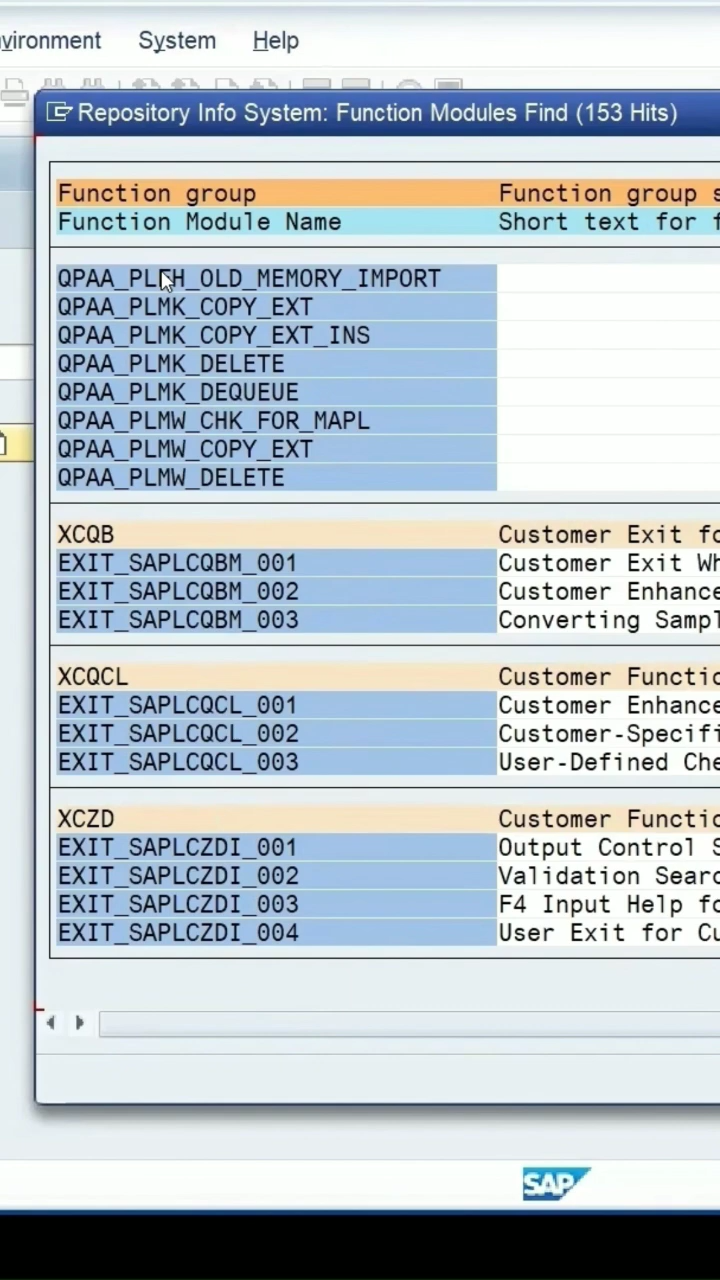 vironment System Help
Repository Info System: Function Modules Find (153 Hits)
Function group Function group s
Function Module Name Short text for f
QPAA_PLFH_OLD_MEMORY_IMPORT
QPAA_PLMK_COPY_EXT
QPAA_PLMK_COPY_EXT_INS
QPAA_PLMK_DELETE
QPAA_PLMK_DEQUEUE
QPAA_PLMW_CHK_FOR_MAPL
QPAA_PLMW_COPY_EXT
QPAA_PLMW_DELETE
XCQB Customer Exit fo
EXIT_SAPLCQBM_001 Customer Exit Wh
EXIT_SAPLCQBM_002 Customer Enhance
EXIT_SAPLCQBM_003 Converting Sampl
XCQCL Customer Functio
EXIT_SAPLCQCL_001 Customer Enhance
EXIT_SAPLCQCL_002 Customer-Specifi
EXIT_SAPLCQCL_003 User-Defined Che
XCZD Customer Functio
EXIT_SAPLCZDI_001 Output Control S
EXIT_SAPLCZDI_002 Validation Searc
EXIT_SAPLCZDI_003 F4 Input Help fo
EXIT_SAPLCZDI_004 User Exit for Cu
SAP